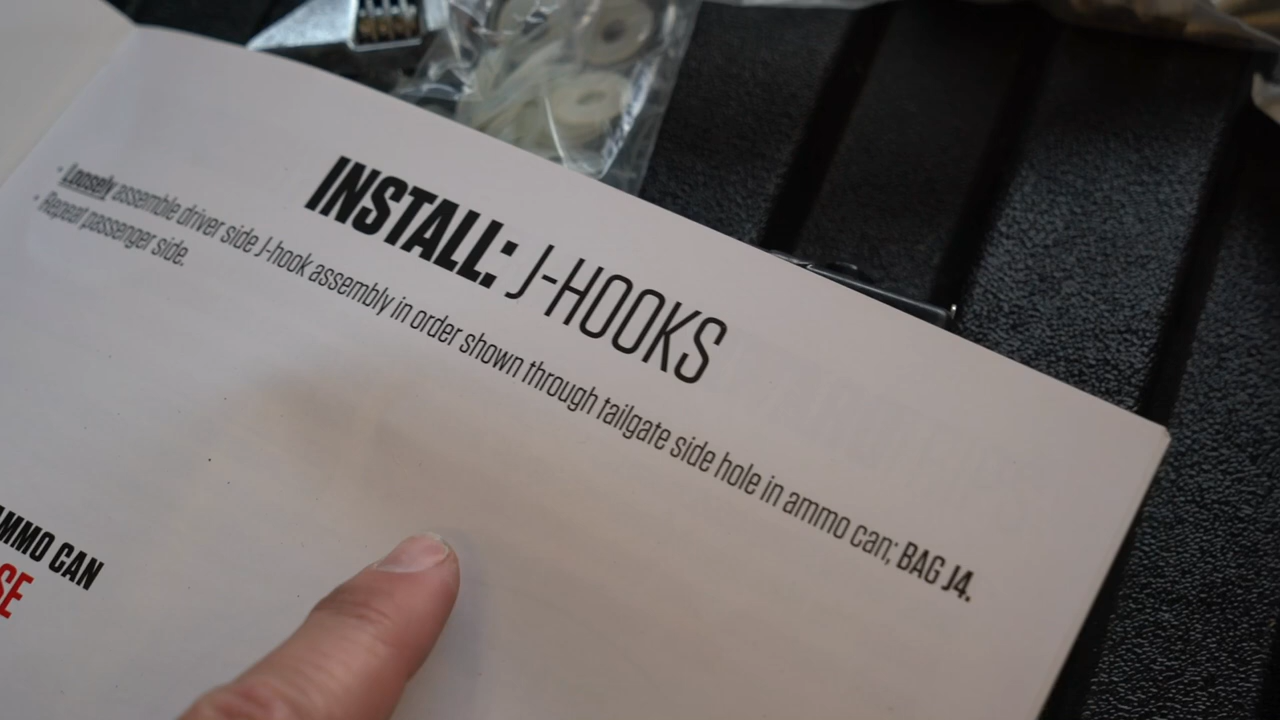 INSTALL: J-HOOKS
· Loosely assemble driver side J-hook assembly in order shown through tailgate side hole in ammo can; BAG J4.
· Repeat passenger side.
AMMO CAN
SE